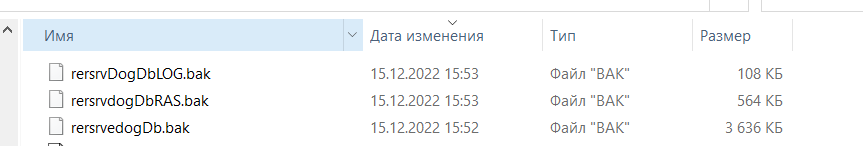 Имя Дата изменения Тип Размер
rersrvDogDbLOG.bak 15.12.2022 15:53 Файл "BAK" 108 КБ
rersrvdogDbRAS.bak 15.12.2022 15:53 Файл "BAK" 564 КБ
rersrvedogDb.bak 15.12.2022 15:52 Файл "BAK" 3 636 КБ